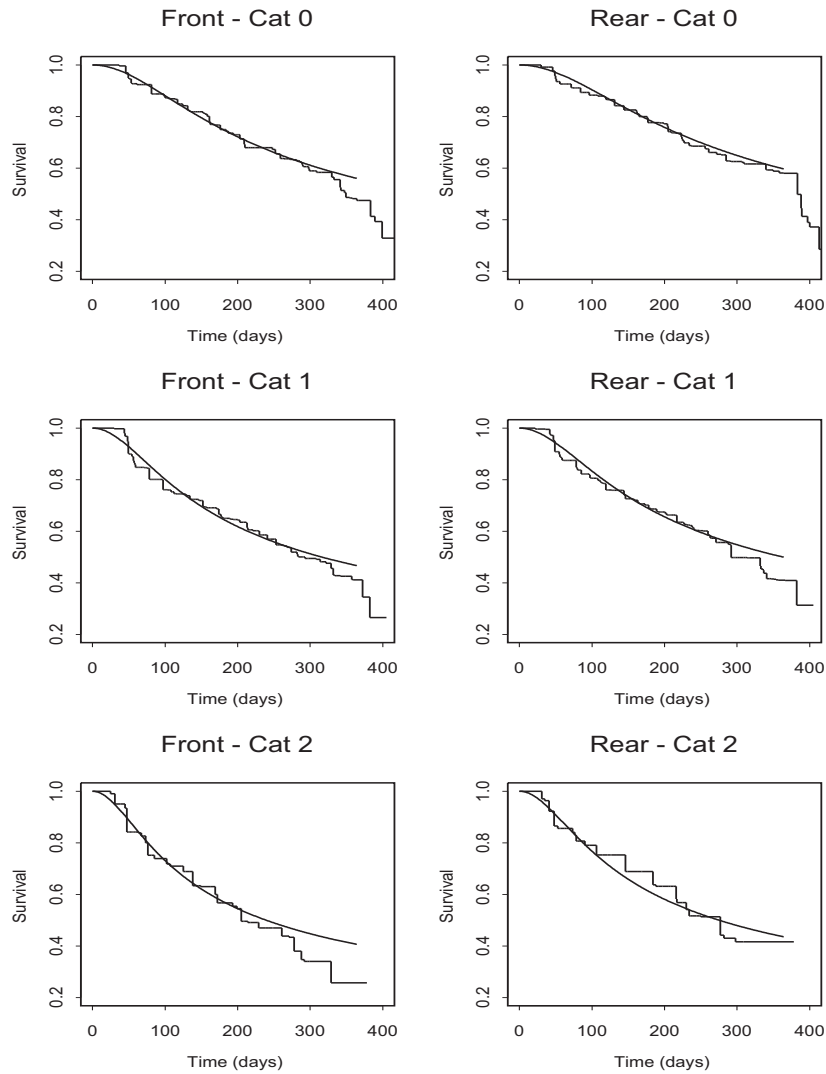 Front - Cat 0
Survival
1.0
0.8
0.6
0.4
0.2
0 100 200 300 400
Time (days)
Rear - Cat 0
Survival
1.0
0.8
0.6
0.4
0.2
0 100 200 300 400
Time (days)
Front - Cat 1
Survival
1.0
0.8
0.6
0.4
0.2
0 100 200 300 400
Time (days)
Rear - Cat 1
Survival
1.0
0.8
0.6
0.4
0.2
0 100 200 300 400
Time (days)
Front - Cat 2
Survival
1.0
0.8
0.6
0.4
0.2
0 100 200 300 400
Time (days)
Rear - Cat 2
Survival
1.0
0.8
0.6
0.4
0.2
0 100 200 300 400
Time (days)